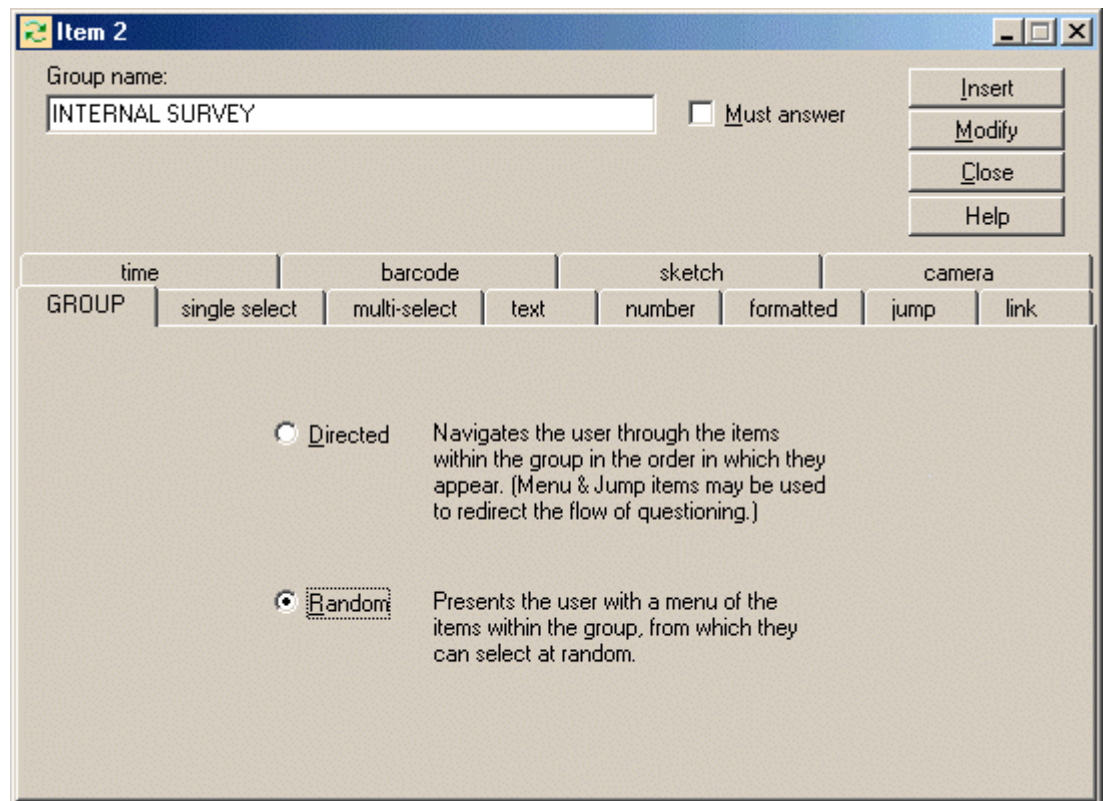 Item 2
Group name:
INTERNAL SURVEY
Must answer
Insert
Modify
Close
Help
time barcode sketch camera
GROUP single select multi-select text number formatted jump link
Directed
Navigates the user through the items
within the group in the order in which they
appear. (Menu & Jump items may be used
to redirect the flow of questioning.)
Random
Presents the user with a menu of the
items within the group, from which they
can select at random.